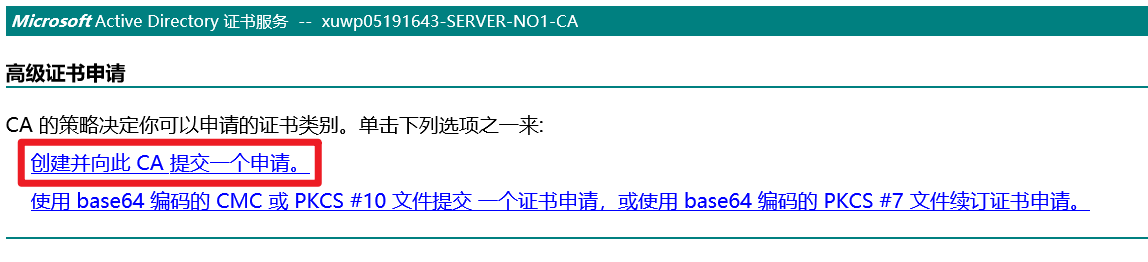 Microsoft Active Directory 证书服务 -- xuwp05191643-SERVER-NO1-CA
高级证书申请
CA 的策略决定你可以申请的证书类别。单击下列选项之一来:
创建并向此 CA 提交一个申请。
使用 base64 编码的 CMC 或 PKCS #10 文件提交 一个证书申请，或使用 base64 编码的 PKCS #7 文件续订证书申请。